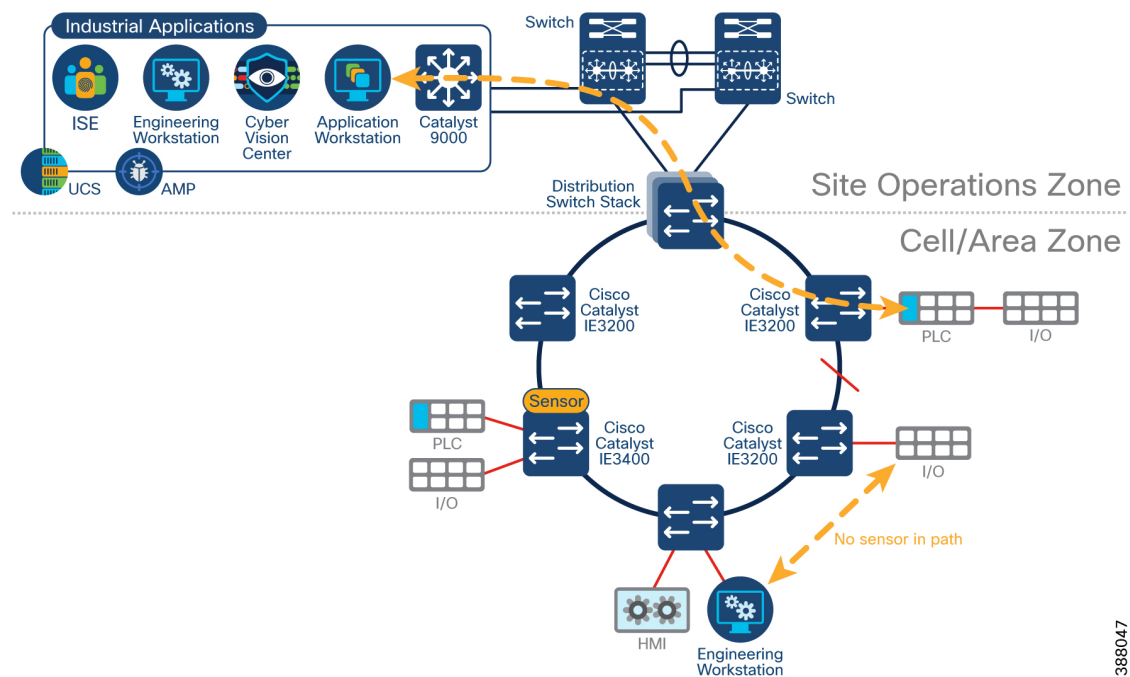 Industrial Applications
ISE
Engineering
Workstation
Cyber
Vision
Center
Application
Workstation
Catalyst
9000
UCS
AMP
Switch
Switch
Distribution
Switch Stack
Site Operations Zone
Cell/Area Zone
Cisco
Catalyst
IE3200
Cisco
Catalyst
IE3200
PLC
I/O
Sensor
PLC
I/O
Cisco
Catalyst
IE3400
Cisco
Catalyst
IE3200
I/O
No sensor in path
HMI
Engineering
Workstation
388047